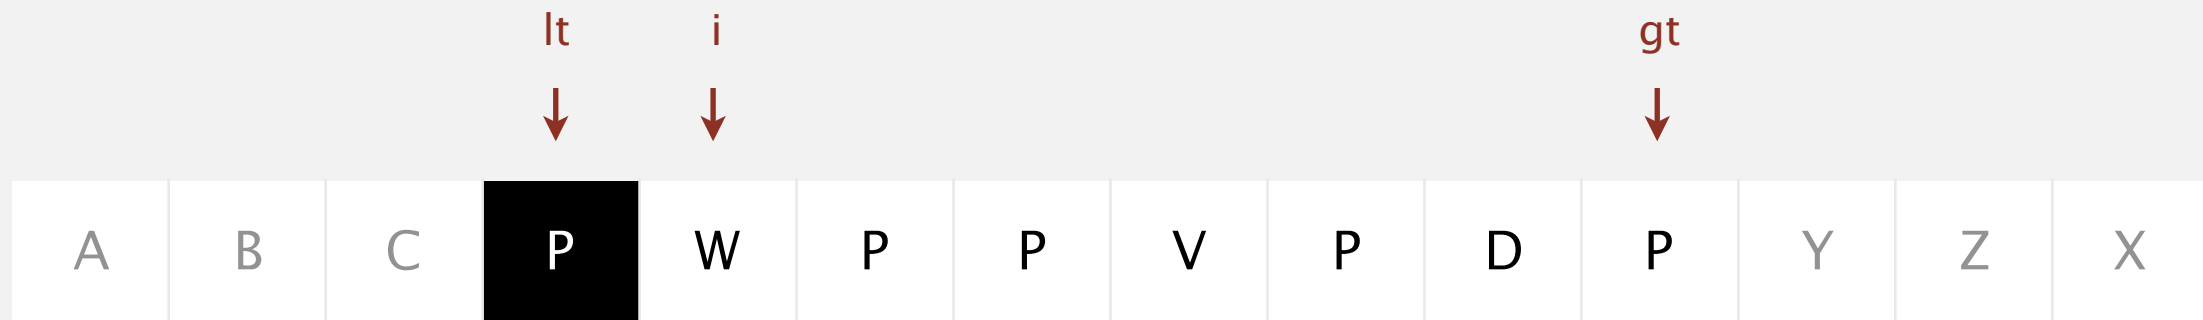 lt i gt
A B C P W P P V P D P Y Z X